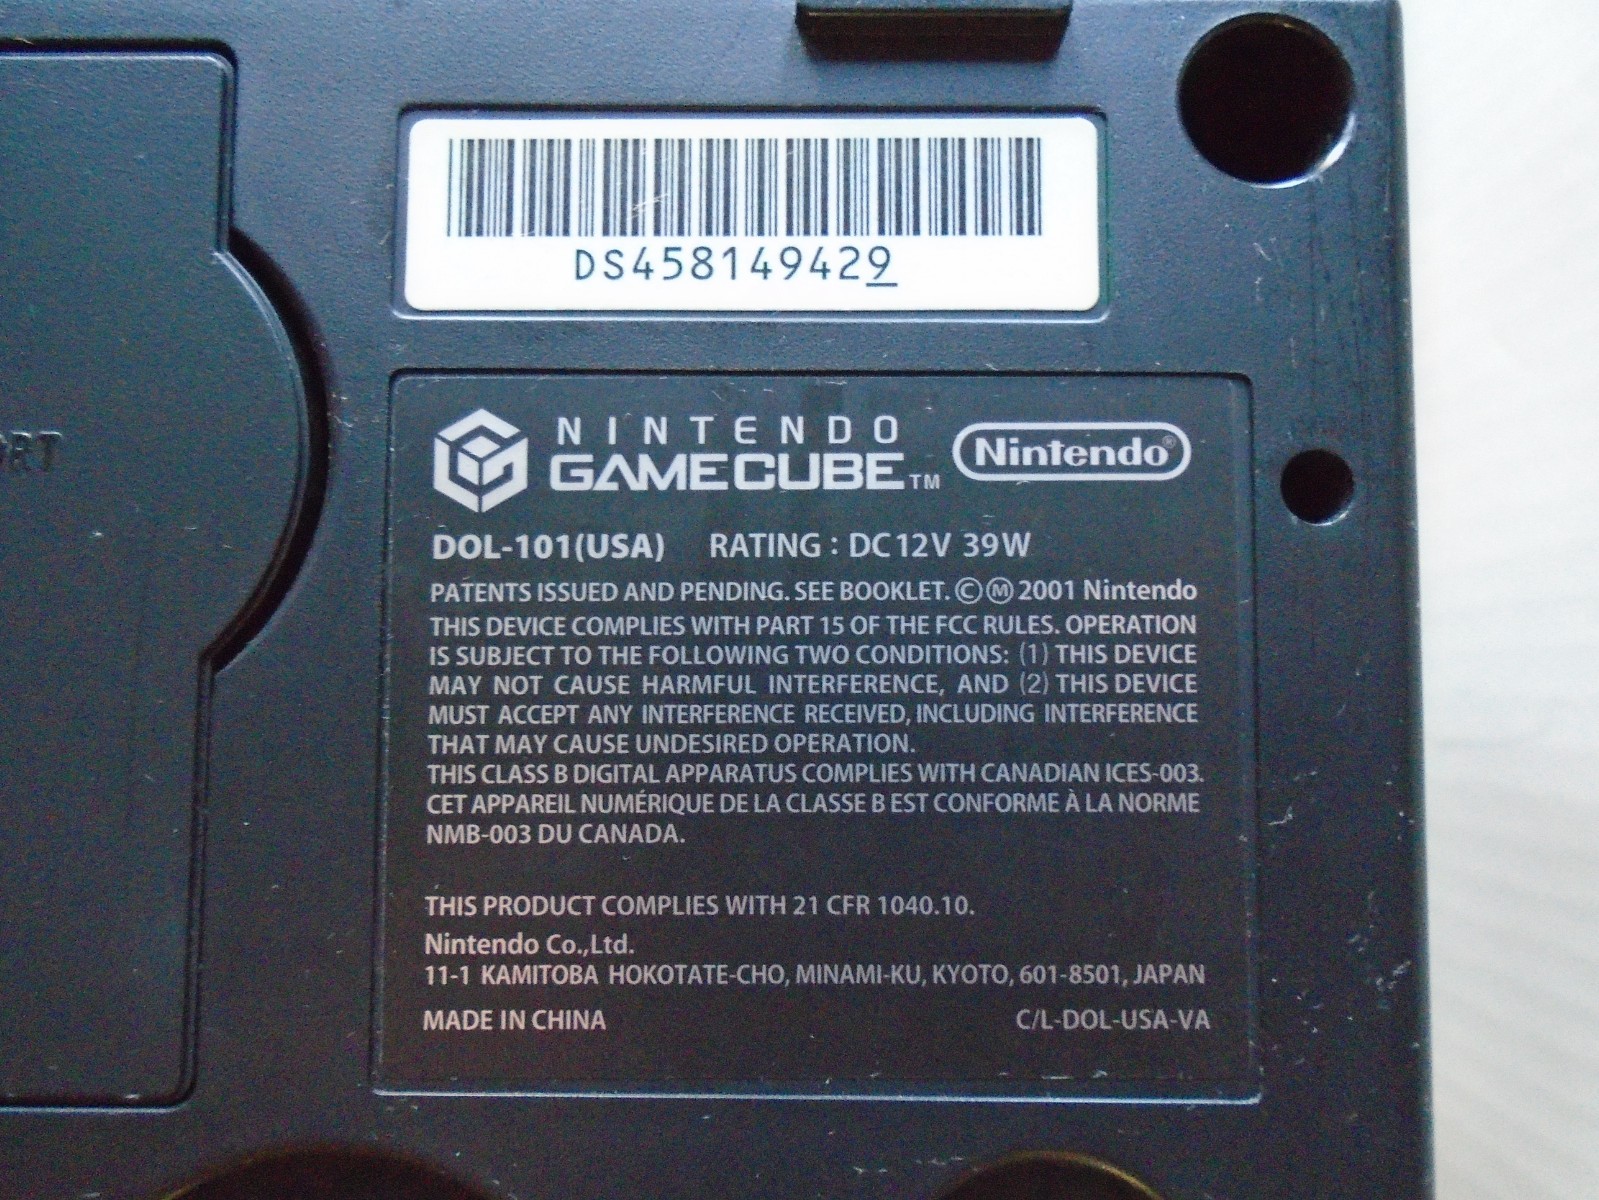 DS458149429
NINTENDO
GAMECUBE™
Nintendo®
DOL-101(USA) RATING : DC12V 39W
PATENTS ISSUED AND PENDING. SEE BOOKLET. ©Ⓜ 2001 Nintendo
THIS DEVICE COMPLIES WITH PART 15 OF THE FCC RULES. OPERATION
IS SUBJECT TO THE FOLLOWING TWO CONDITIONS: (1) THIS DEVICE
MAY NOT CAUSE HARMFUL INTERFERENCE, AND (2) THIS DEVICE
MUST ACCEPT ANY INTERFERENCE RECEIVED, INCLUDING INTERFERENCE
THAT MAY CAUSE UNDESIRED OPERATION.
THIS CLASS B DIGITAL APPARATUS COMPLIES WITH CANADIAN ICES-003.
CET APPAREIL NUMÉRIQUE DE LA CLASSE B EST CONFORME À LA NORME
NMB-003 DU CANADA.
THIS PRODUCT COMPLIES WITH 21 CFR 1040.10.
Nintendo Co.,Ltd.
11-1 KAMITOBA HOKOTATE-CHO, MINAMI-KU, KYOTO, 601-8501, JAPAN
MADE IN CHINA C/L-DOL-USA-VA